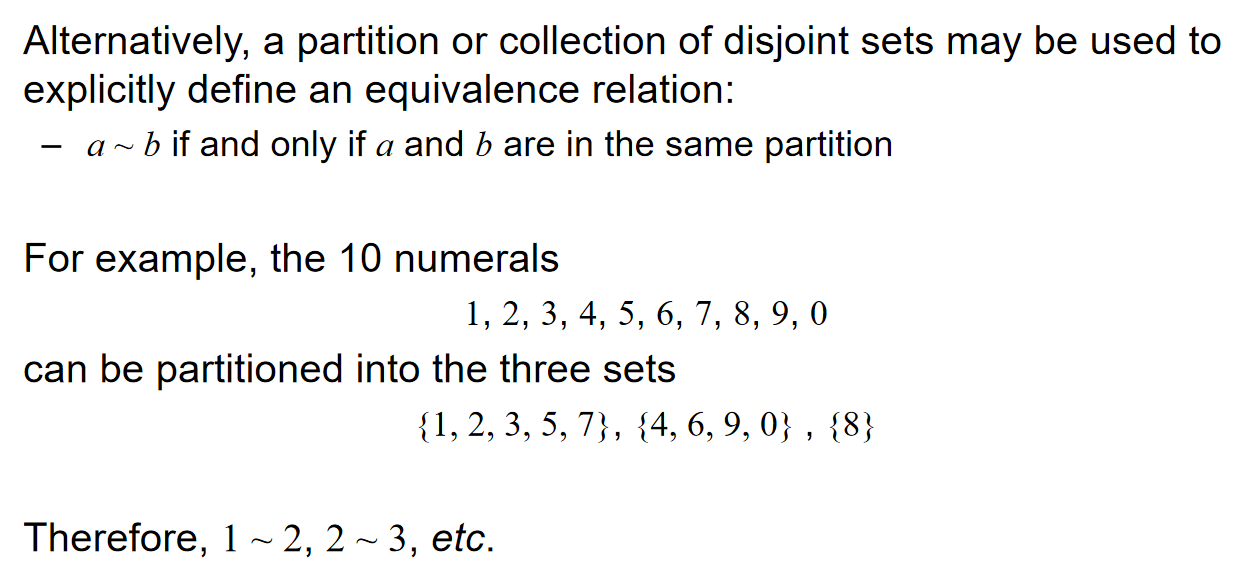 Alternatively, a partition or collection of disjoint sets may be used to
explicitly define an equivalence relation:
– a ~ b if and only if a and b are in the same partition
For example, the 10 numerals
1, 2, 3, 4, 5, 6, 7, 8, 9, 0
can be partitioned into the three sets
{1, 2, 3, 5, 7}, {4, 6, 9, 0} , {8}
Therefore, 1 ~ 2, 2 ~ 3, etc.